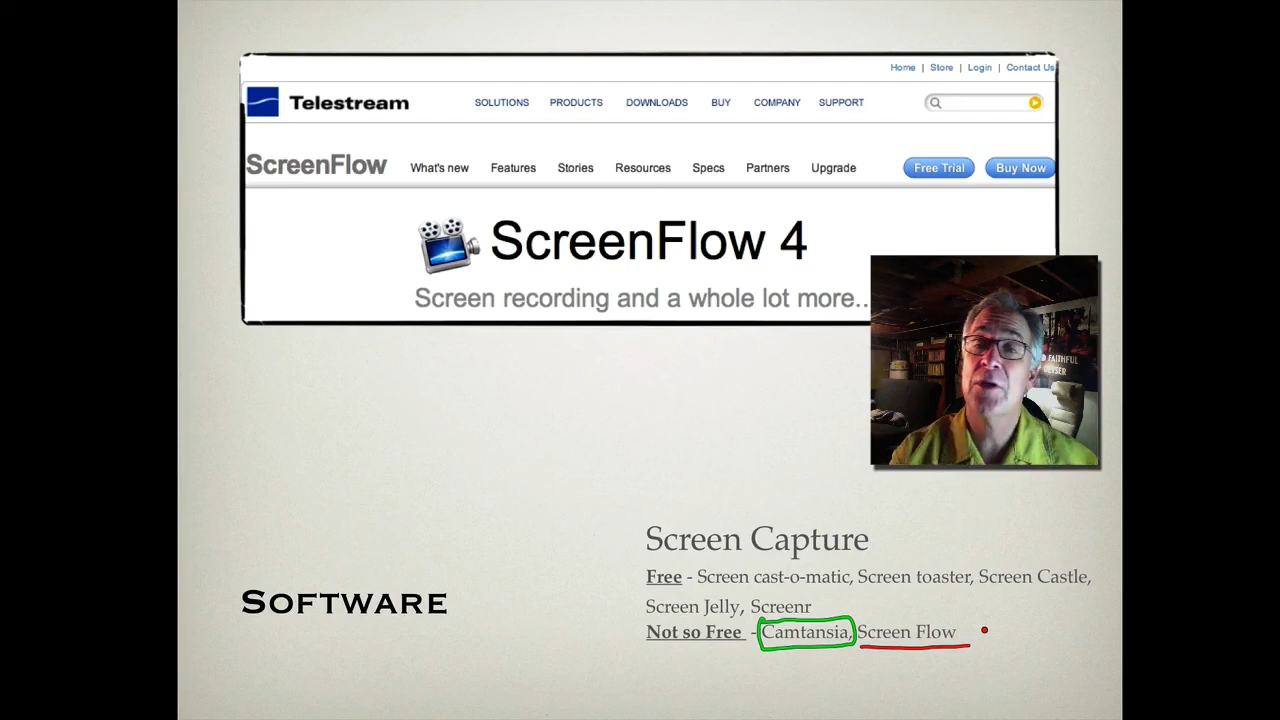 Home | Store | Login | Contact Us
Telestream SOLUTIONS PRODUCTS DOWNLOADS BUY COMPANY SUPPORT
ScreenFlow What's new Features Stories Resources Specs Partners Upgrade Free Trial Buy Now
ScreenFlow 4
Screen recording and a whole lot more..
FAITHFUL
Screen Capture
Free - Screen cast-o-matic, Screen toaster, Screen Castle,
Screen Jelly, Screenr
Software
Not so Free - Camtansia, Screen Flow